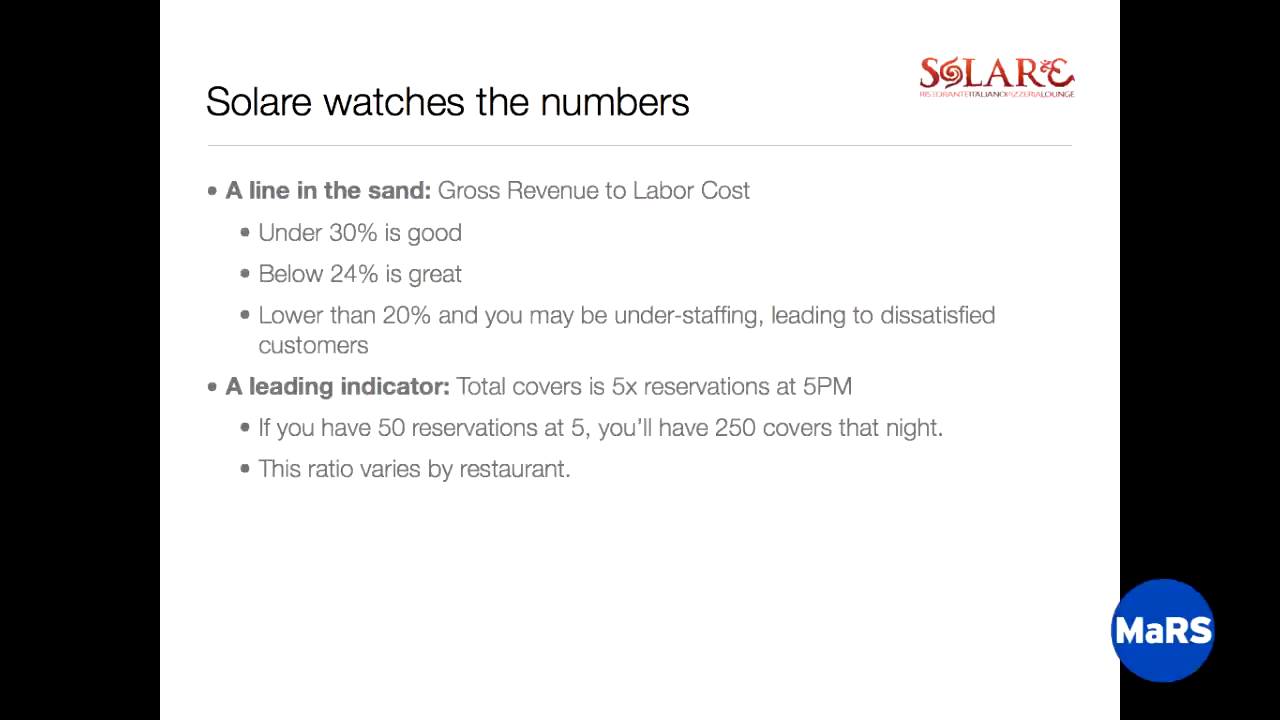 SOLARE
RISTORANTEITALIANOPIZZERIALOUNGE
Solare watches the numbers
• A line in the sand: Gross Revenue to Labor Cost
• Under 30% is good
• Below 24% is great
• Lower than 20% and you may be under-staffing, leading to dissatisfied
customers
• A leading indicator: Total covers is 5x reservations at 5PM
• If you have 50 reservations at 5, you’ll have 250 covers that night.
• This ratio varies by restaurant.
MaRS